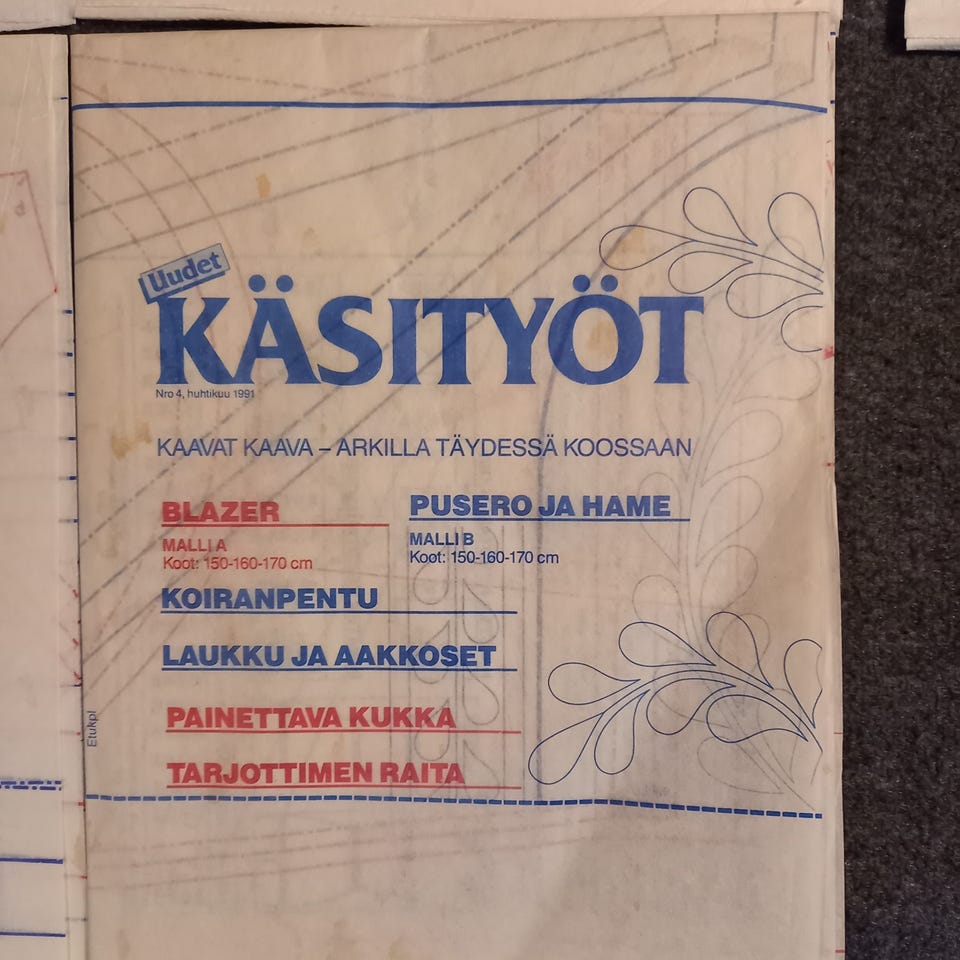 Uudet
KÄSITYÖT
Nro 4, huhtikuu 1991
KAAVAT KAAVA – ARKILLA TÄYDESSÄ KOOSSAAN
BLAZER
MALLI A
Koot: 150-160-170 cm
PUSERO JA HAME
MALLI B
Koot: 150-160-170 cm
KOIRANPENTU
LAUKKU JA AAKKOSET
PAINETTAVA KUKKA
TARJOTTIMEN RAITA
Etukpl